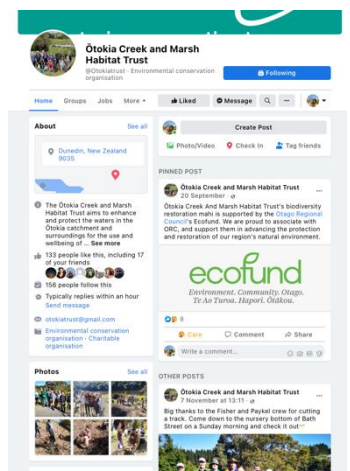 Ōtokia Creek and Marsh
Habitat Trust
@Otokiatrust · Environmental conservation
organisation
Following
Home Groups Jobs More
Liked
Message
About
See all
Dunedin, New Zealand
9035
The Ōtokia Creek and Marsh
Habitat Trust aims to enhance
and protect the waters in the
Ōtokia catchment and
surroundings for the use and
wellbeing of ... See more
133 people like this, including 17
of your friends
156 people follow this
Typically replies within an hour
Send message
otokiatrust@gmail.com
Environmental conservation
organisation · Charitable
organisation
Photos
See all
Create Post
Photo/Video
Check In
Tag friends
PINNED POST
Ōtokia Creek and Marsh Habitat Trust
20 September ·
Ōtokia Creek And Marsh Habitat Trust's biodiversity
restoration mahi is supported by the Otago Regional
Council's Ecofund. We are proud to associate with
ORC, and support them in advancing the protection
and restoration of our region's natural environment.
ecofund
Environment. Community. Otago.
Te Ao Turoa. Hapori. Ōtākou.
8
Care
Comment
Share
Write a comment...
OTHER POSTS
Ōtokia Creek and Marsh Habitat Trust
7 November at 13:11 ·
Big thanks to the Fisher and Paykel crew for cutting
a track. Come down to the nursery bottom of Bath
Street on a Sunday morning and check it out